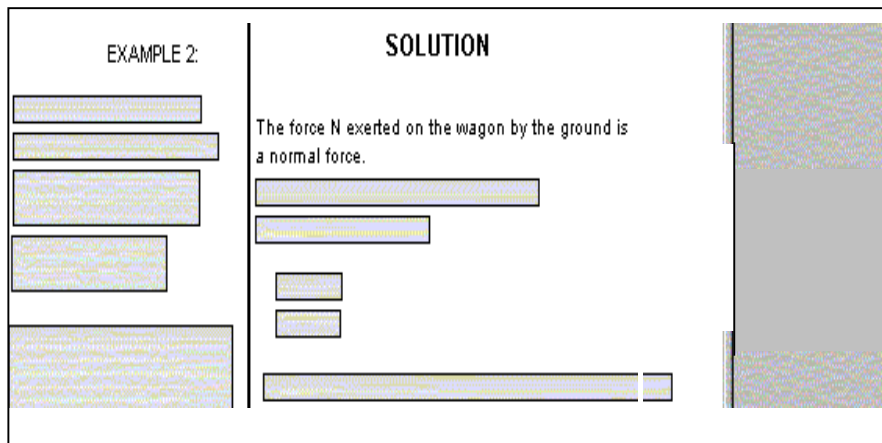 EXAMPLE 2:
SOLUTION
The force N exerted on the wagon by the ground is
a normal force.